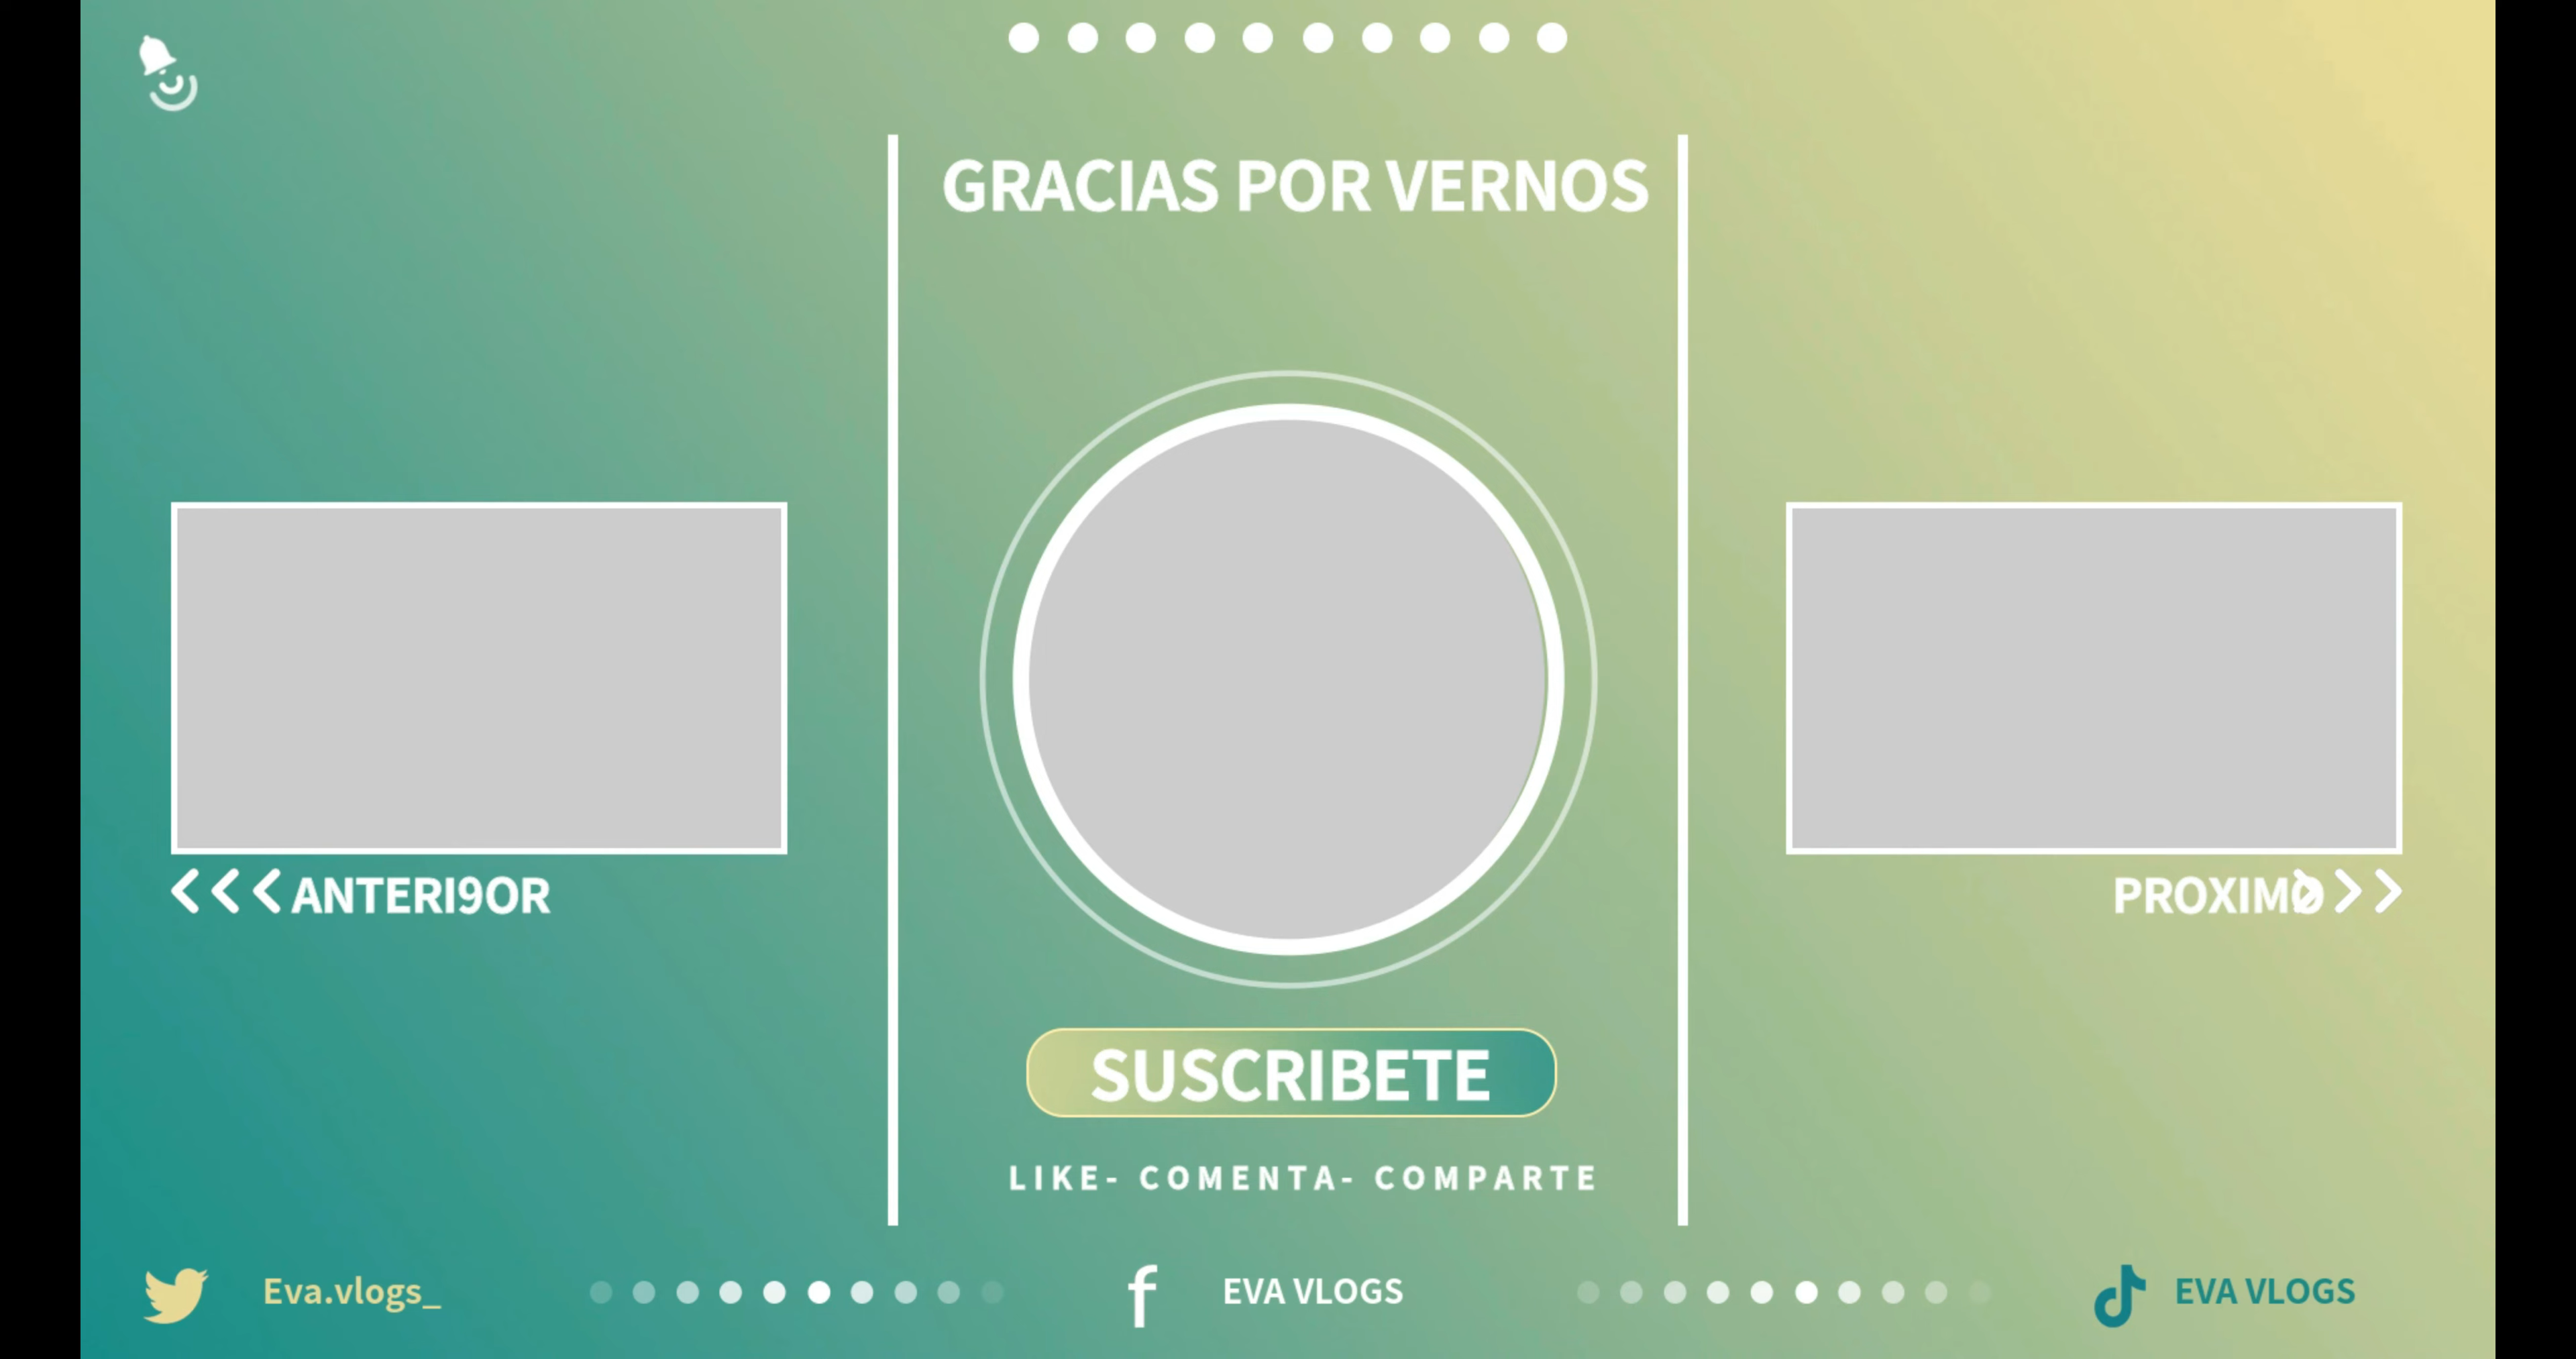 GRACIAS POR VERNOS
ANTERI9OR
PROXIMO
SUSCRIBETE
LIKE- COMENTA- COMPARTE
Eva.vlogs_
EVA VLOGS
EVA VLOGS